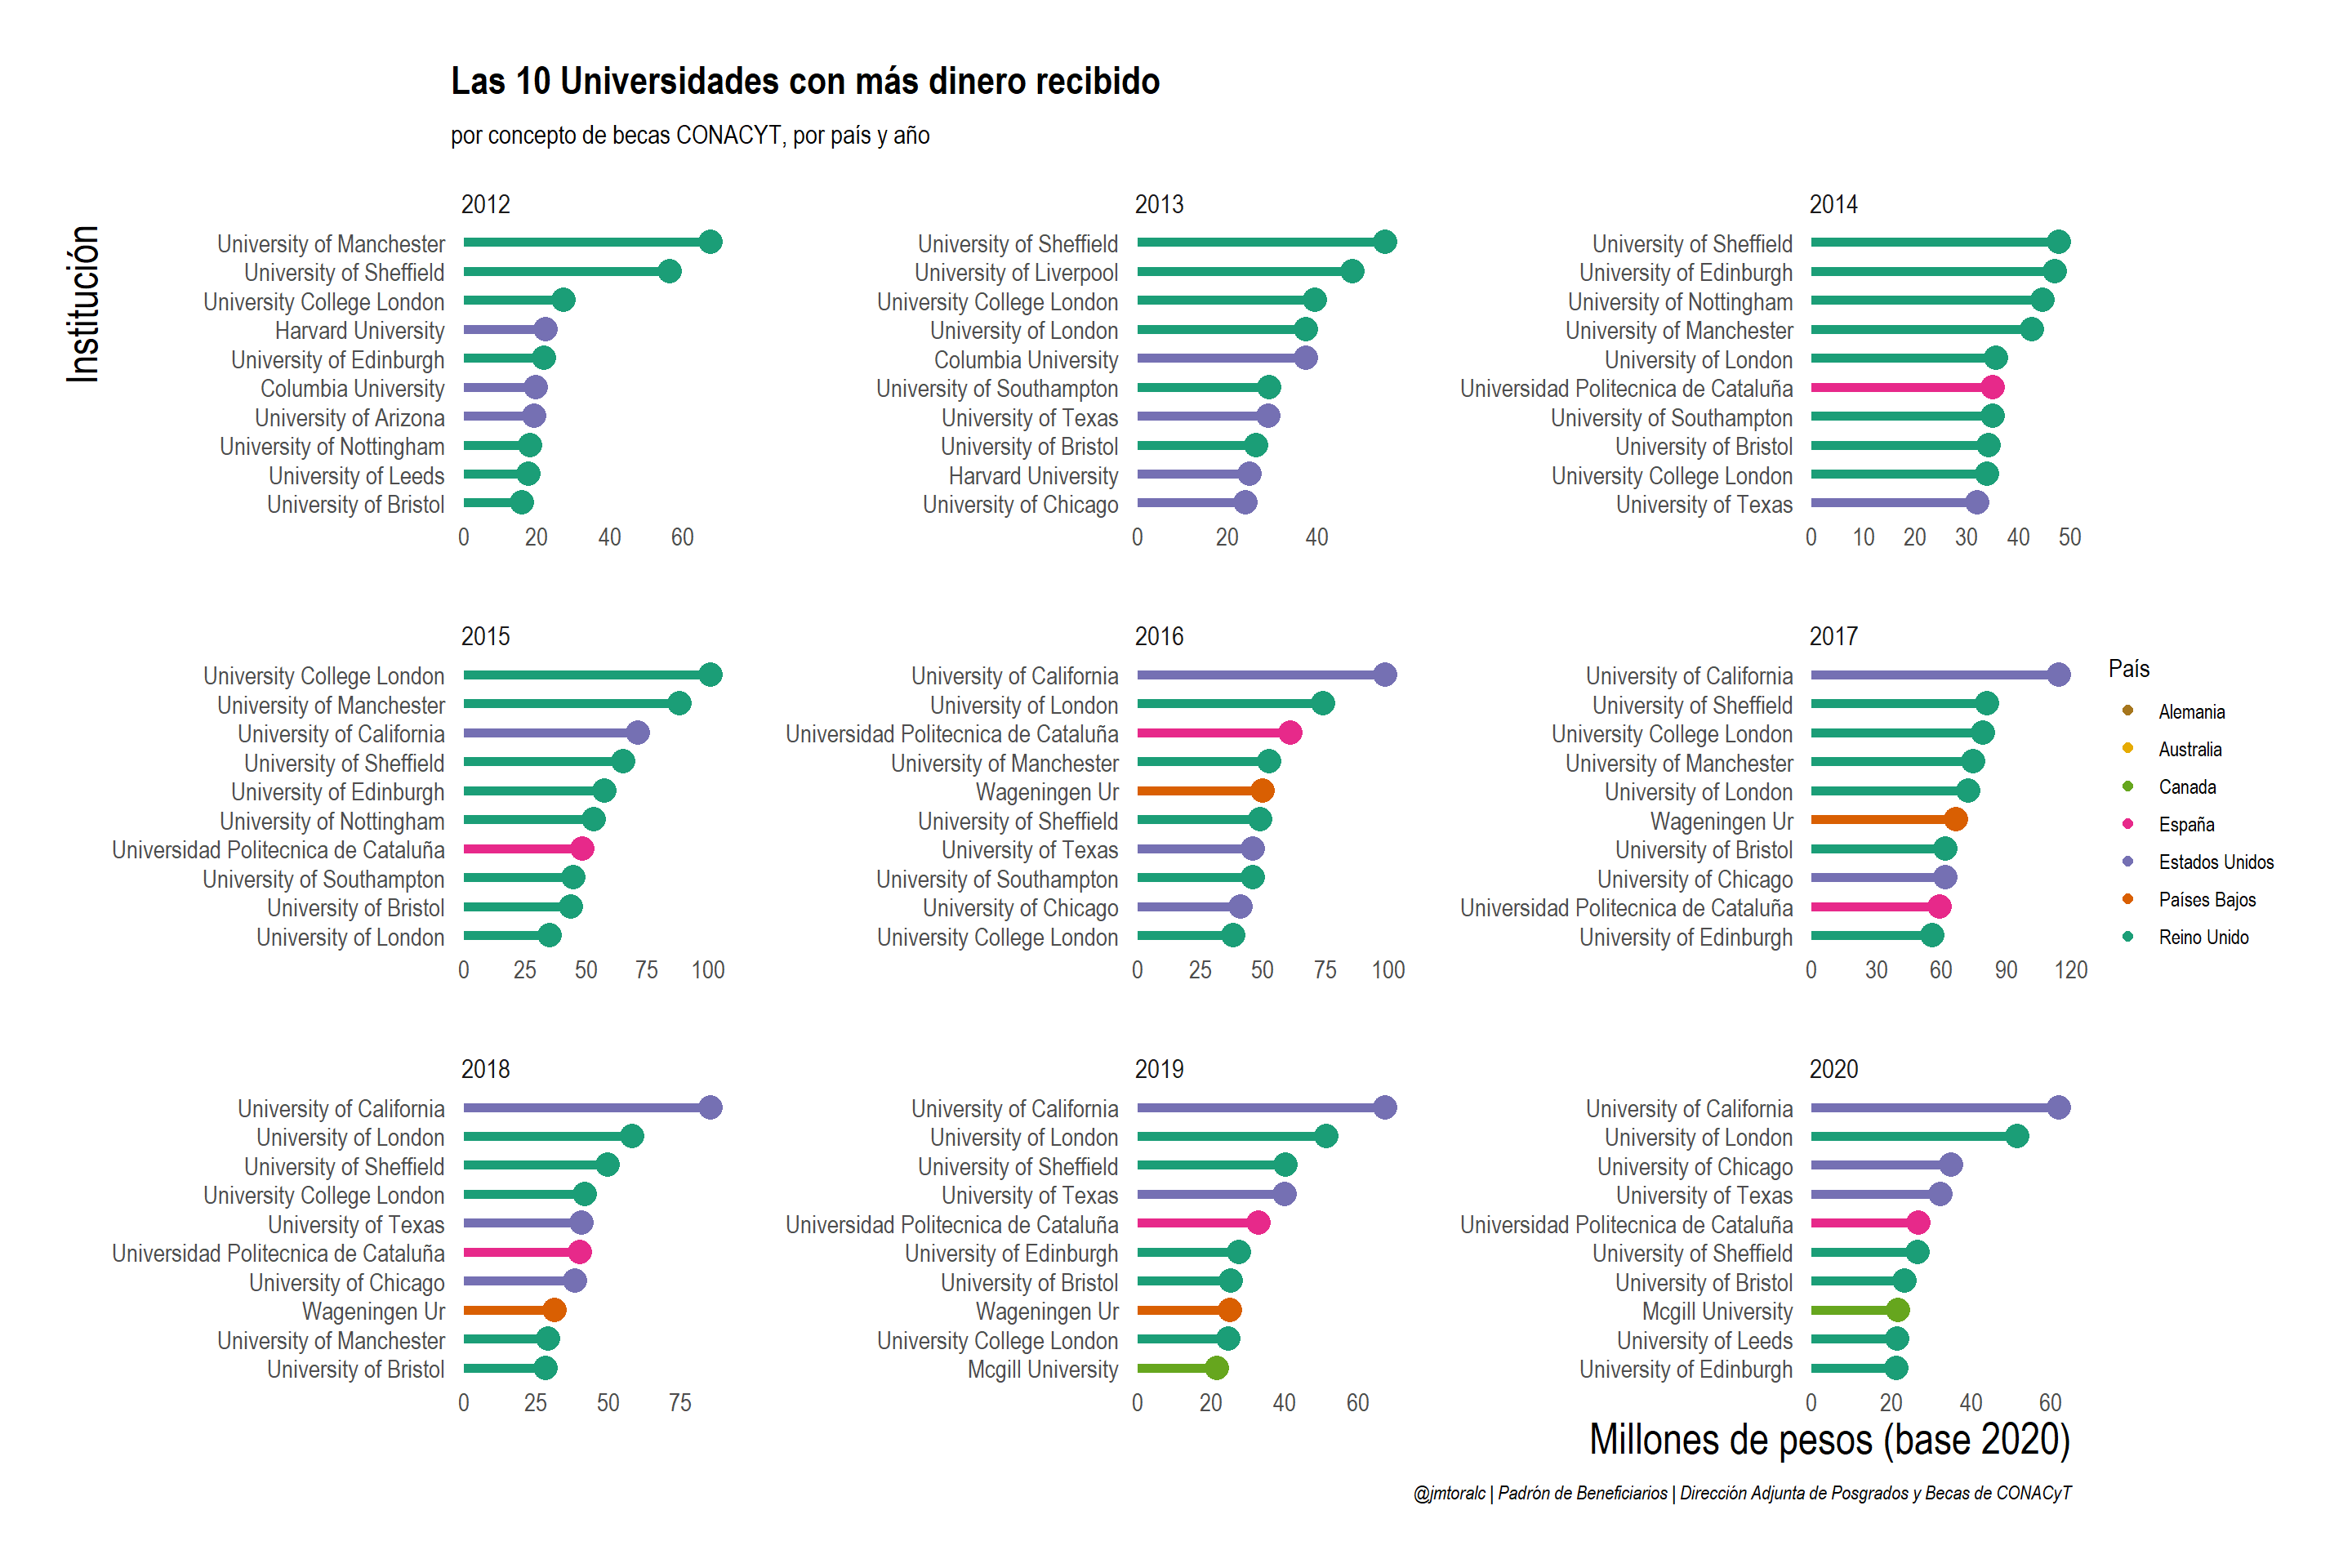 Las 10 Universidades con más dinero recibido
por concepto de becas CONACYT, por país y año
Institución
2012
University of Manchester
University of Sheffield
University College London
Harvard University
University of Edinburgh
Columbia University
University of Arizona
University of Nottingham
University of Leeds
University of Bristol
0 20 40 60
2013
University of Sheffield
University of Liverpool
University College London
University of London
Columbia University
University of Southampton
University of Texas
University of Bristol
Harvard University
University of Chicago
0 20 40
2014
University of Sheffield
University of Edinburgh
University of Nottingham
University of Manchester
University of London
Universidad Politecnica de Cataluña
University of Southampton
University of Bristol
University College London
University of Texas
0 10 20 30 40 50
2015
University College London
University of Manchester
University of California
University of Sheffield
University of Edinburgh
University of Nottingham
Universidad Politecnica de Cataluña
University of Southampton
University of Bristol
University of London
0 25 50 75 100
2016
University of California
University of London
Universidad Politecnica de Cataluña
University of Manchester
Wageningen Ur
University of Sheffield
University of Texas
University of Southampton
University of Chicago
University College London
0 25 50 75 100
2017
University of California
University of Sheffield
University College London
University of Manchester
University of London
Wageningen Ur
University of Bristol
University of Chicago
Universidad Politecnica de Cataluña
University of Edinburgh
0 30 60 90 120
País
Alemania
Australia
Canada
España
Estados Unidos
Países Bajos
Reino Unido
2018
University of California
University of London
University of Sheffield
University College London
University of Texas
Universidad Politecnica de Cataluña
University of Chicago
Wageningen Ur
University of Manchester
University of Bristol
0 25 50 75
2019
University of California
University of London
University of Sheffield
University of Texas
Universidad Politecnica de Cataluña
University of Edinburgh
University of Bristol
Wageningen Ur
University College London
Mcgill University
0 20 40 60
2020
University of California
University of London
University of Chicago
University of Texas
Universidad Politecnica de Cataluña
University of Sheffield
University of Bristol
Mcgill University
University of Leeds
University of Edinburgh
0 20 40 60
Millones de pesos (base 2020)
@jmtoralc | Padrón de Beneficiarios | Dirección Adjunta de Posgrados y Becas de CONACyT